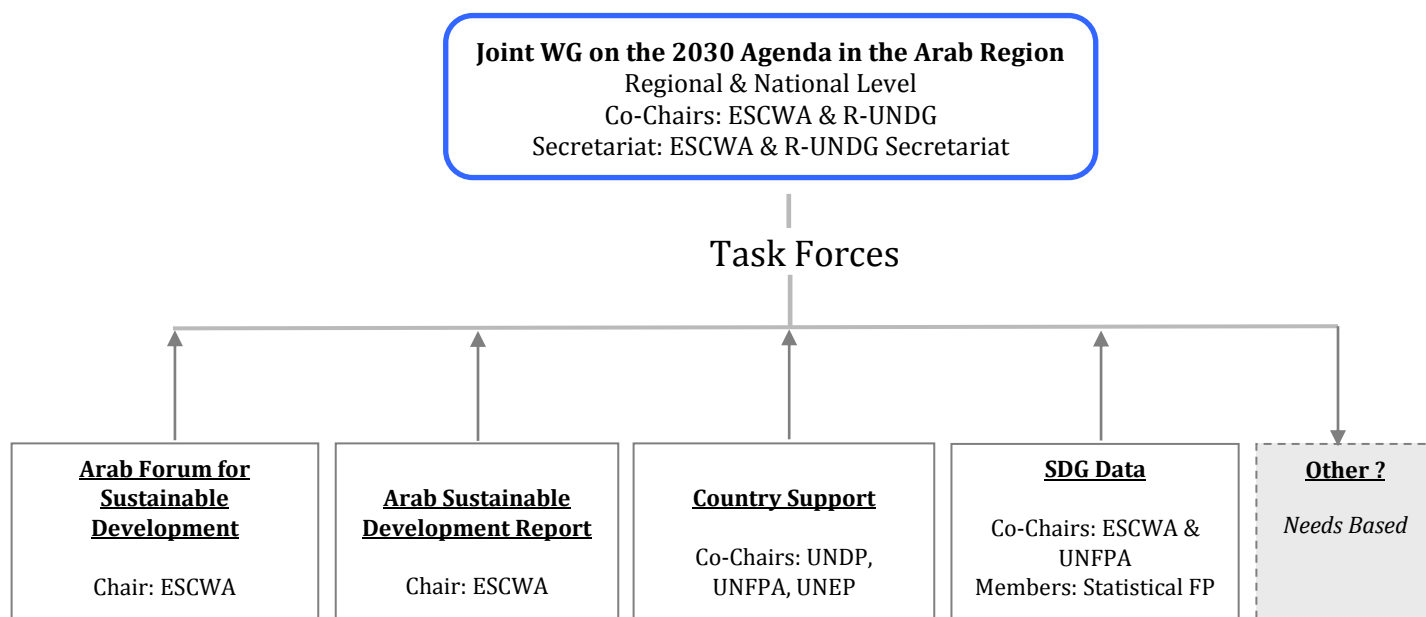 Joint WG on the 2030 Agenda in the Arab Region
Regional & National Level
Co-Chairs: ESCWA & R-UNDG
Secretariat: ESCWA & R-UNDG Secretariat
Task Forces
Arab Forum for
Sustainable
Development
Chair: ESCWA
Arab Sustainable
Development Report
Chair: ESCWA
Country Support
Co-Chairs: UNDP,
UNFPA, UNEP
SDG Data
Co-Chairs: ESCWA &
UNFPA
Members: Statistical FP
Other ?
Needs Based